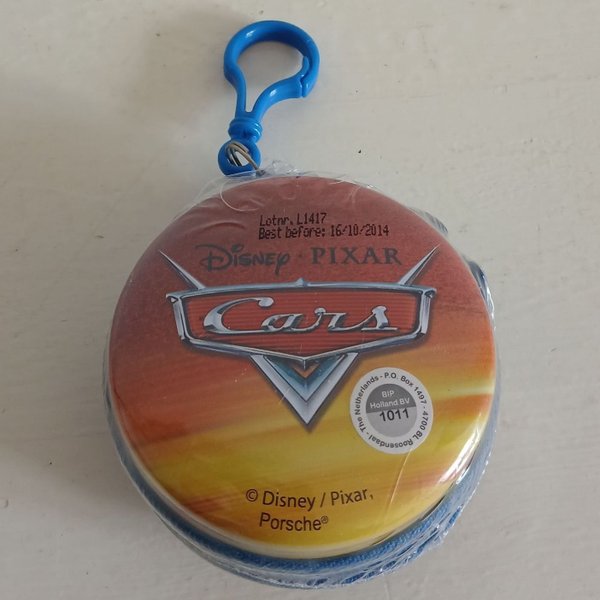 Lotnr. L1417
Best before: 16/10/2014
Disney · PIXAR
Cars
BIP
Holland BV
1011
The Netherlands - P.O. Box 1497 - 4700 BL Roosendaal -
© Disney / Pixar,
Porsche®